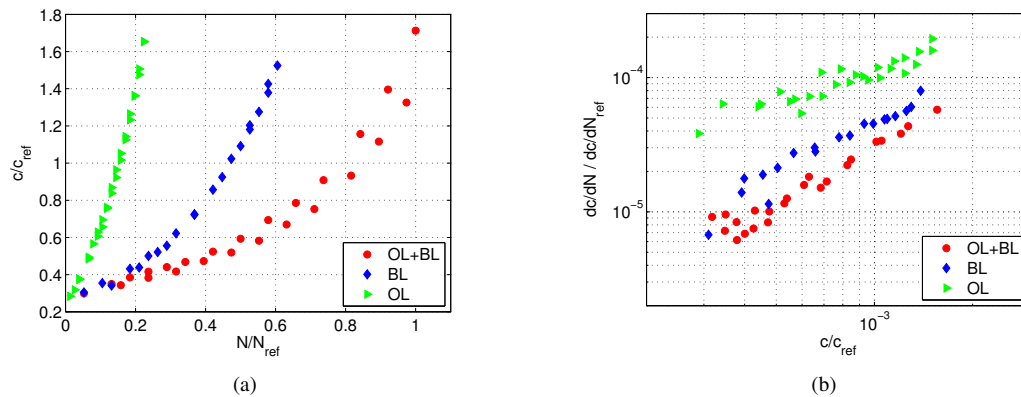 1.8
1.6
1.4
1.2
1
0.8
0.6
0.4
0.2
c/c_ref
0 0.2 0.4 0.6 0.8 1
N/N_ref
OL+BL
BL
OL
(a)
10^-4
10^-5
dc/dN / dc/dN_ref
10^-3
c/c_ref
OL+BL
BL
OL
(b)